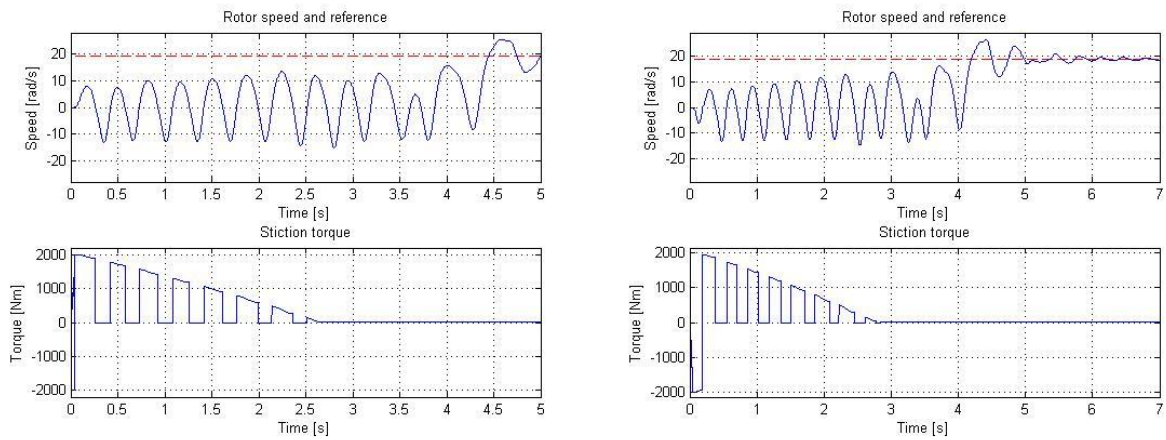 Rotor speed and reference
Speed [rad/s]
20
10
0
-10
-20
0 0.5 1 1.5 2 2.5 3 3.5 4 4.5 5
Time [s]
Stiction torque
Torque [Nm]
2000
1000
0
-1000
-2000
0 0.5 1 1.5 2 2.5 3 3.5 4 4.5 5
Time [s]
Rotor speed and reference
Speed [rad/s]
20
10
0
-10
-20
0 1 2 3 4 5 6 7
Time [s]
Stiction torque
Torque [Nm]
2000
1000
0
-1000
-2000
0 1 2 3 4 5 6 7
Time [s]